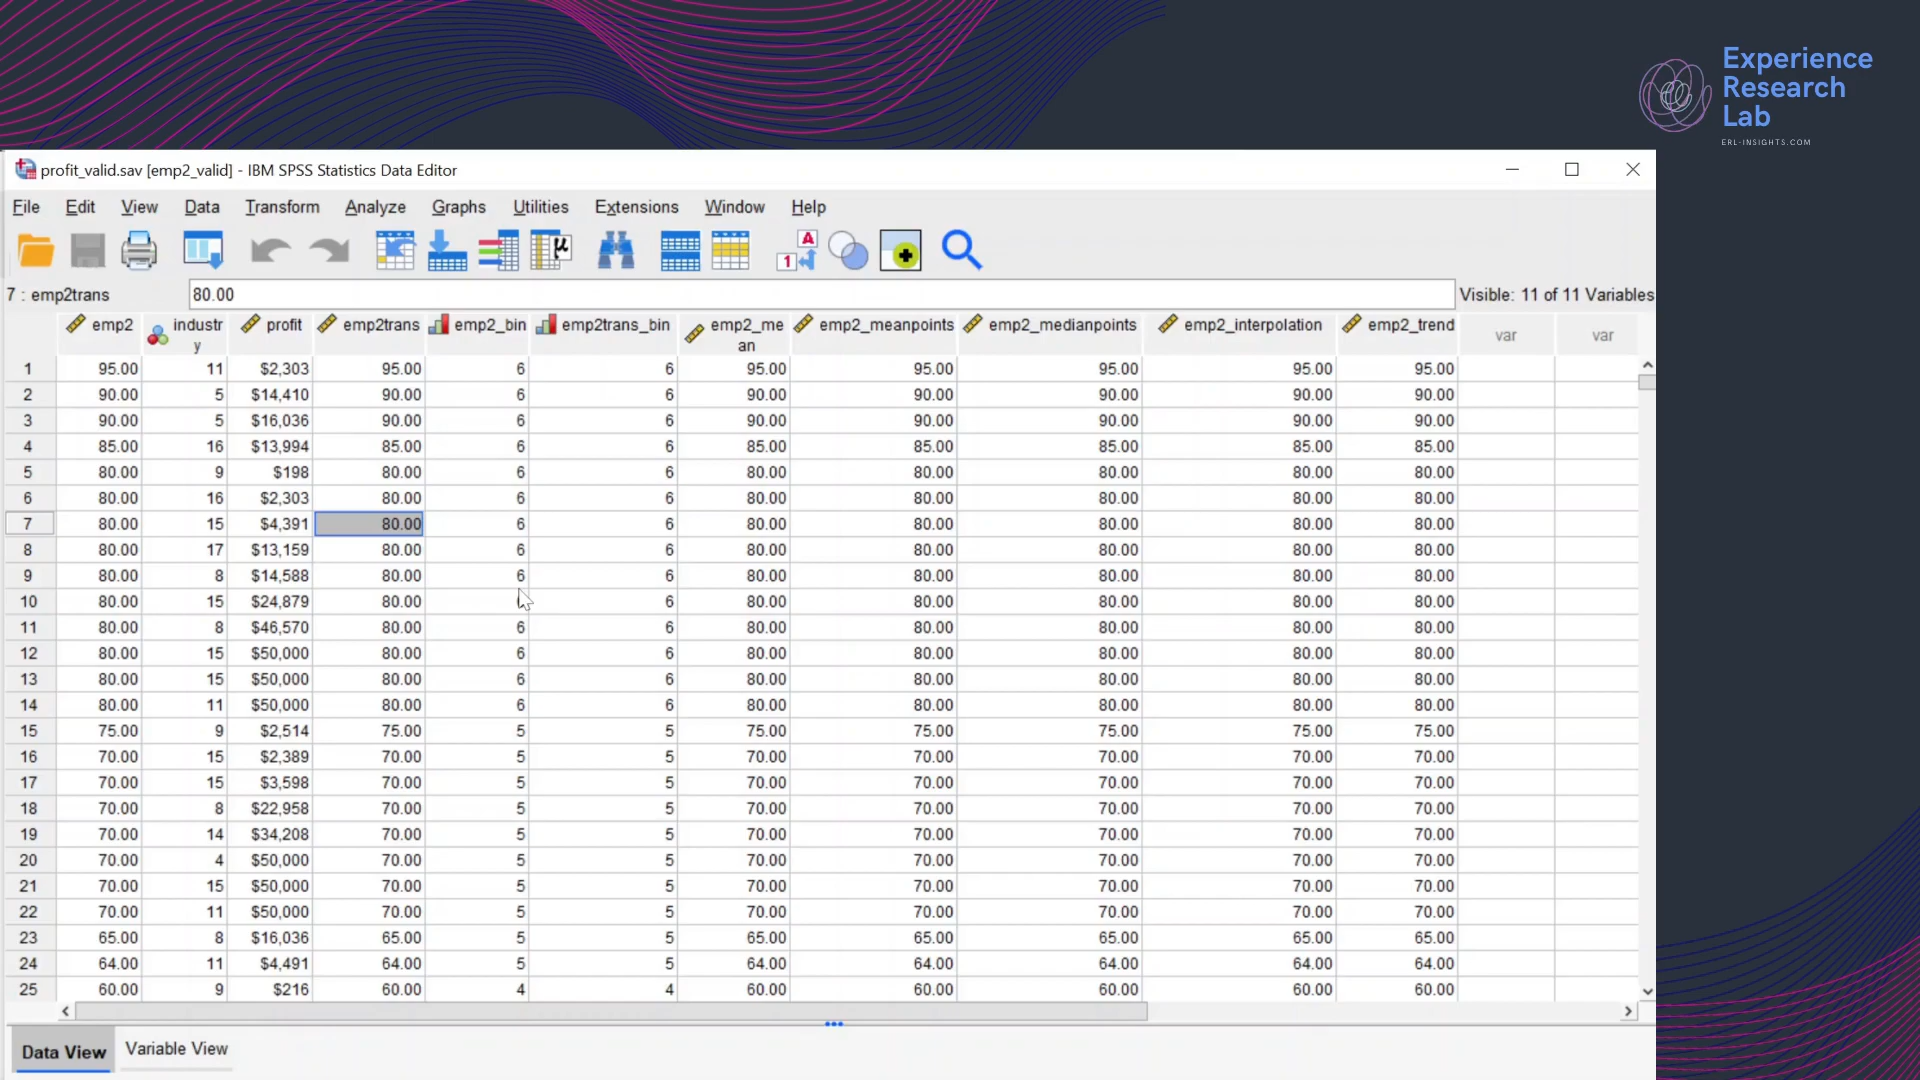 Experience
Research
Lab
ERL-INSIGHTS.COM
profit_valid.sav [emp2_valid] - IBM SPSS Statistics Data Editor
File Edit View Data Transform Analyze Graphs Utilities Extensions Window Help
7 : emp2trans 80.00 Visible: 11 of 11 Variables
emp2 industr profit emp2trans emp2_bin emp2trans_bin emp2_me emp2_meanpoints emp2_medianpoints emp2_interpolation emp2_trend var var
y an
1 95.00 11 $2,303 95.00 6 6 95.00 95.00 95.00 95.00 95.00
2 90.00 5 $14,410 90.00 6 6 90.00 90.00 90.00 90.00 90.00
3 90.00 5 $16,036 90.00 6 6 90.00 90.00 90.00 90.00 90.00
4 85.00 16 $13,994 85.00 6 6 85.00 85.00 85.00 85.00 85.00
5 80.00 9 $198 80.00 6 6 80.00 80.00 80.00 80.00 80.00
6 80.00 16 $2,303 80.00 6 6 80.00 80.00 80.00 80.00 80.00
7 80.00 15 $4,391 80.00 6 6 80.00 80.00 80.00 80.00 80.00
8 80.00 17 $13,159 80.00 6 6 80.00 80.00 80.00 80.00 80.00
9 80.00 8 $14,588 80.00 6 6 80.00 80.00 80.00 80.00 80.00
10 80.00 15 $24,879 80.00 6 80.00 80.00 80.00 80.00 80.00
11 80.00 8 $46,570 80.00 6 6 80.00 80.00 80.00 80.00 80.00
12 80.00 15 $50,000 80.00 6 6 80.00 80.00 80.00 80.00 80.00
13 80.00 15 $50,000 80.00 6 6 80.00 80.00 80.00 80.00 80.00
14 80.00 11 $50,000 80.00 6 6 80.00 80.00 80.00 80.00 80.00
15 75.00 9 $2,514 75.00 5 5 75.00 75.00 75.00 75.00 75.00
16 70.00 15 $2,389 70.00 5 5 70.00 70.00 70.00 70.00 70.00
17 70.00 15 $3,598 70.00 5 5 70.00 70.00 70.00 70.00 70.00
18 70.00 8 $22,958 70.00 5 5 70.00 70.00 70.00 70.00 70.00
19 70.00 14 $34,208 70.00 5 5 70.00 70.00 70.00 70.00 70.00
20 70.00 4 $50,000 70.00 5 5 70.00 70.00 70.00 70.00 70.00
21 70.00 15 $50,000 70.00 5 5 70.00 70.00 70.00 70.00 70.00
22 70.00 11 $50,000 70.00 5 5 70.00 70.00 70.00 70.00 70.00
23 65.00 8 $16,036 65.00 5 5 65.00 65.00 65.00 65.00 65.00
24 64.00 11 $4,491 64.00 5 5 64.00 64.00 64.00 64.00 64.00
25 60.00 9 $216 60.00 4 4 60.00 60.00 60.00 60.00 60.00
Data View Variable View